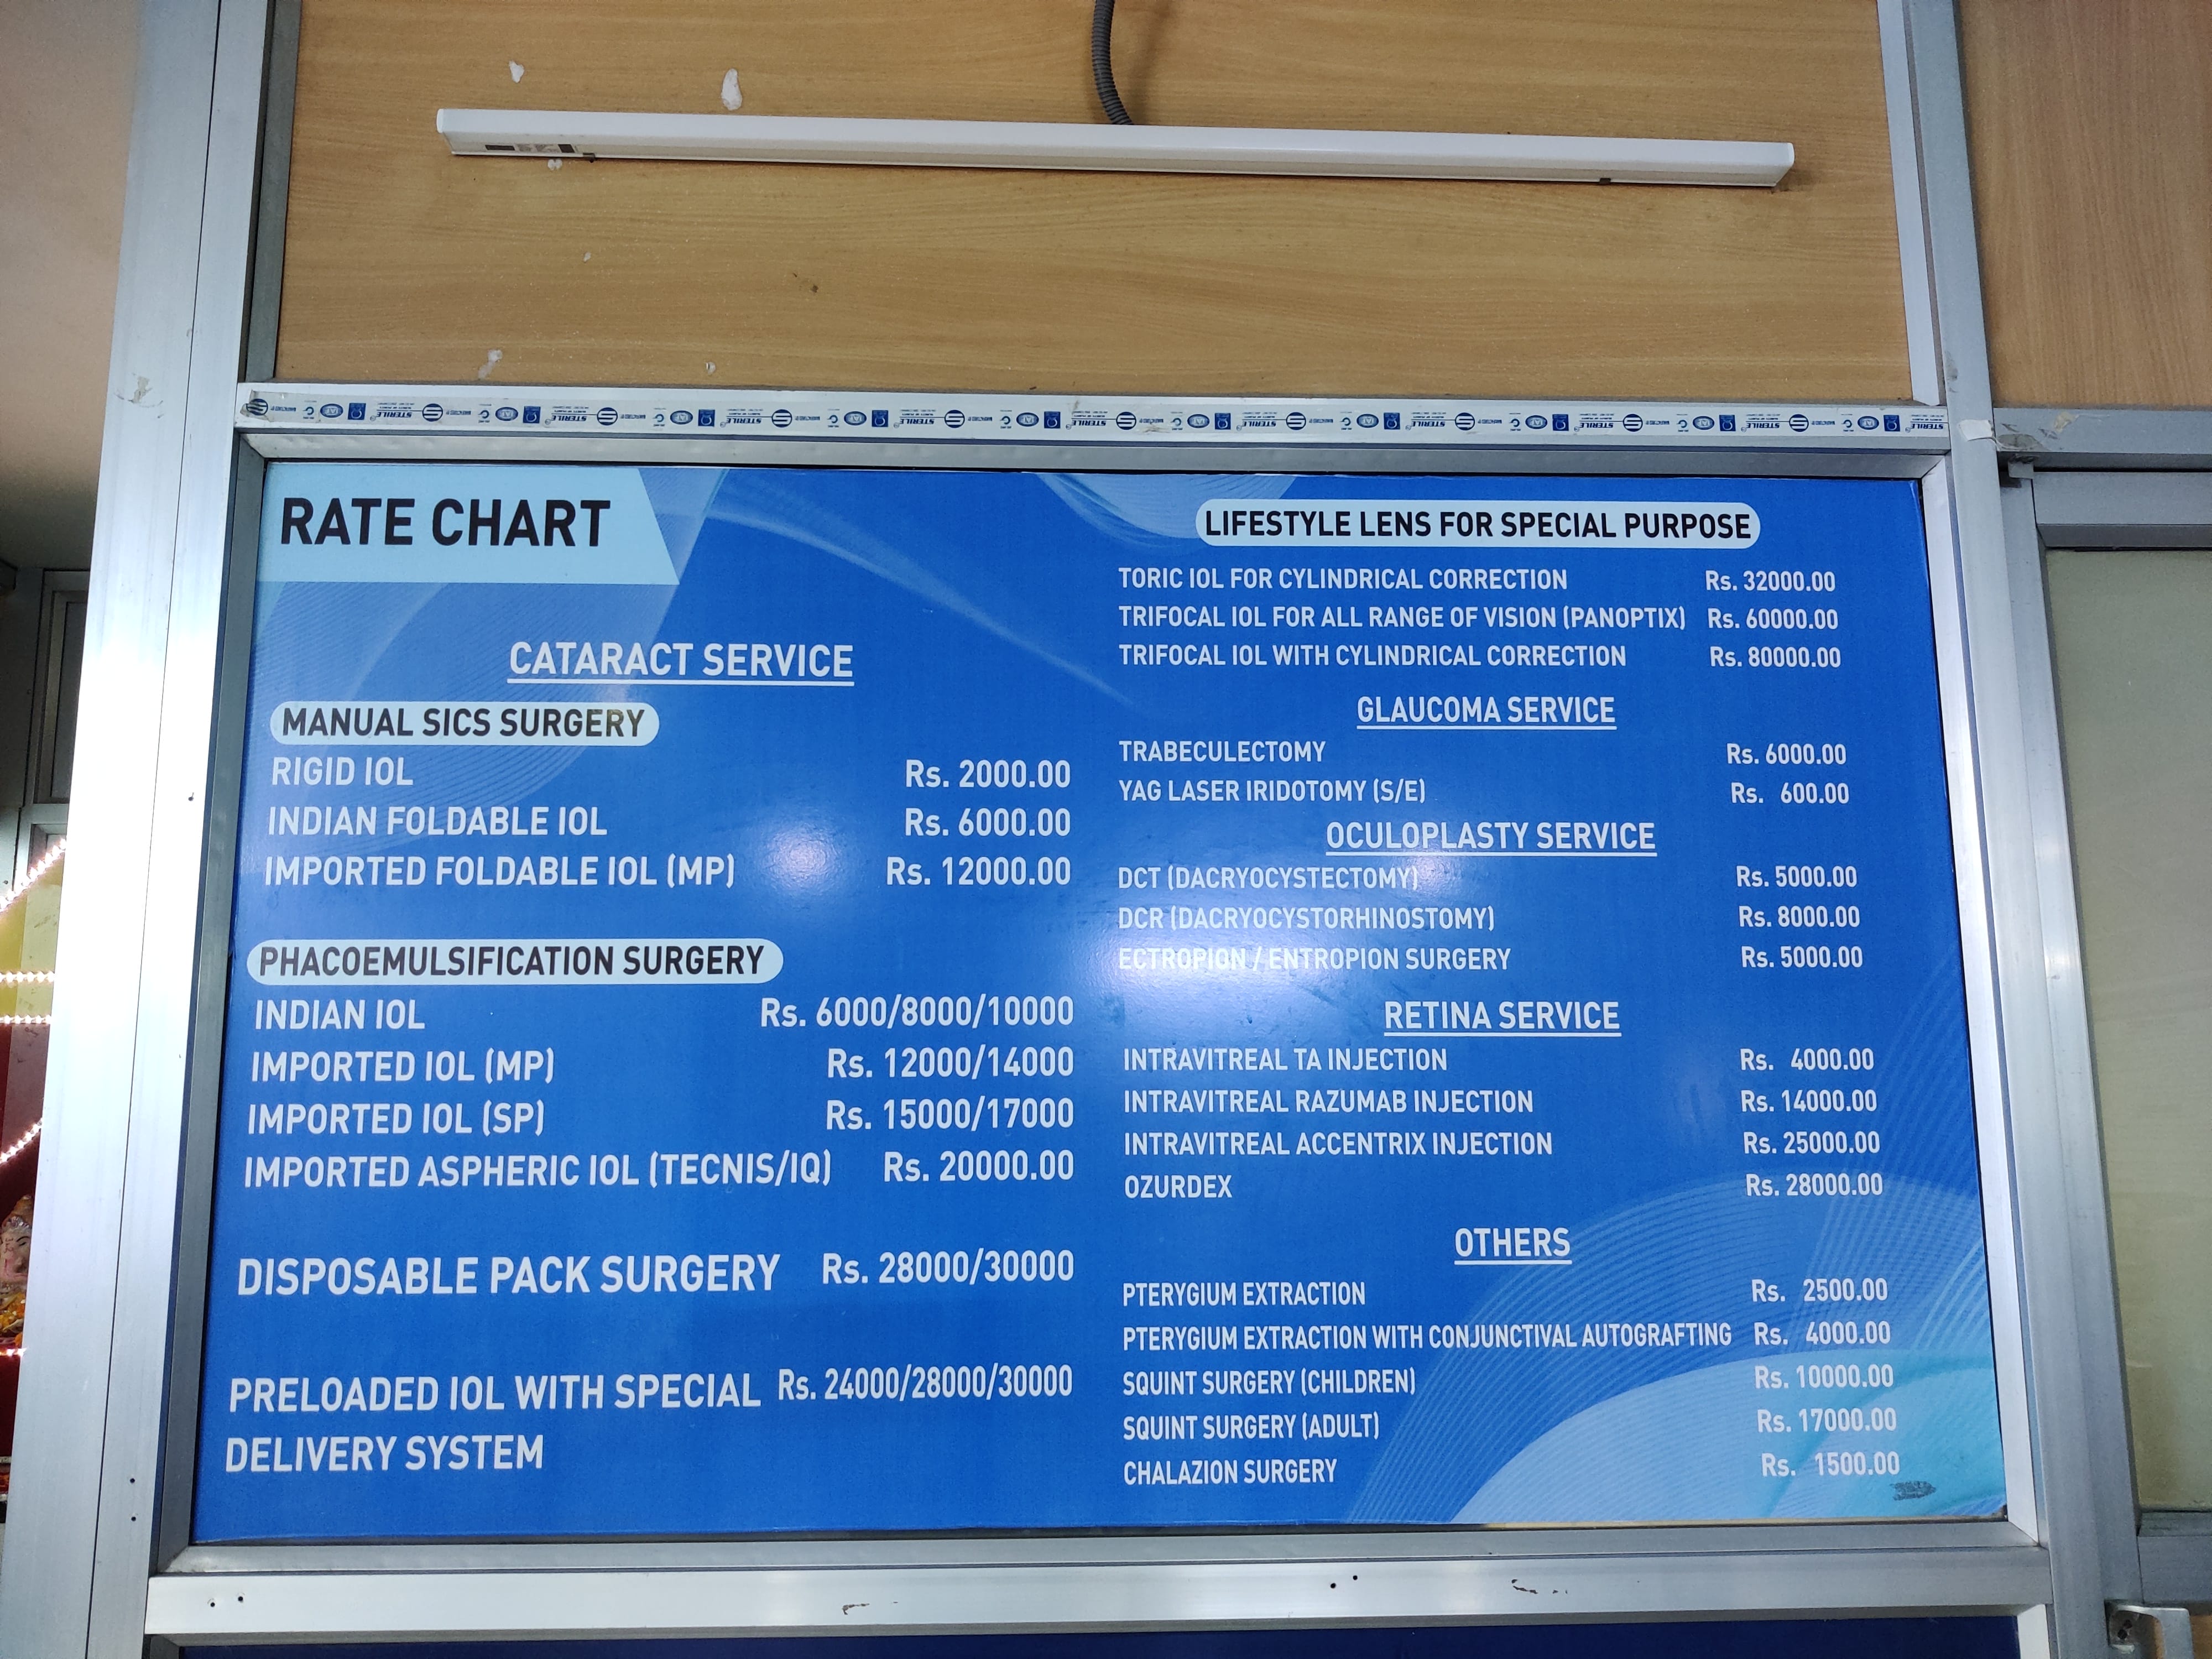 RATE CHART
CATARACT SERVICE
MANUAL SICS SURGERY
RIGID IOL Rs. 2000.00
INDIAN FOLDABLE IOL Rs. 6000.00
IMPORTED FOLDABLE IOL (MP) Rs. 12000.00
PHACOEMULSIFICATION SURGERY
INDIAN IOL Rs. 6000/8000/10000
IMPORTED IOL (MP) Rs. 12000/14000
IMPORTED IOL (SP) Rs. 15000/17000
IMPORTED ASPHERIC IOL (TECNIS/IQ) Rs. 20000.00
DISPOSABLE PACK SURGERY Rs. 28000/30000
PRELOADED IOL WITH SPECIAL Rs. 24000/28000/30000
DELIVERY SYSTEM
LIFESTYLE LENS FOR SPECIAL PURPOSE
TORIC IOL FOR CYLINDRICAL CORRECTION Rs. 32000.00
TRIFOCAL IOL FOR ALL RANGE OF VISION (PANOPTIX) Rs. 60000.00
TRIFOCAL IOL WITH CYLINDRICAL CORRECTION Rs. 80000.00
GLAUCOMA SERVICE
TRABECULECTOMY Rs. 6000.00
YAG LASER IRIDOTOMY (S/E) Rs. 600.00
OCULOPLASTY SERVICE
DCT (DACRYOCYSTECTOMY) Rs. 5000.00
DCR (DACRYOCYSTORHINOSTOMY) Rs. 8000.00
ECTROPION / ENTROPION SURGERY Rs. 5000.00
RETINA SERVICE
INTRAVITREAL TA INJECTION Rs. 4000.00
INTRAVITREAL RAZUMAB INJECTION Rs. 14000.00
INTRAVITREAL ACCENTRIX INJECTION Rs. 25000.00
OZURDEX Rs. 28000.00
OTHERS
PTERYGIUM EXTRACTION Rs. 2500.00
PTERYGIUM EXTRACTION WITH CONJUNCTIVAL AUTOGRAFTING Rs. 4000.00
SQUINT SURGERY (CHILDREN) Rs. 10000.00
SQUINT SURGERY (ADULT) Rs. 17000.00
CHALAZION SURGERY Rs. 1500.00